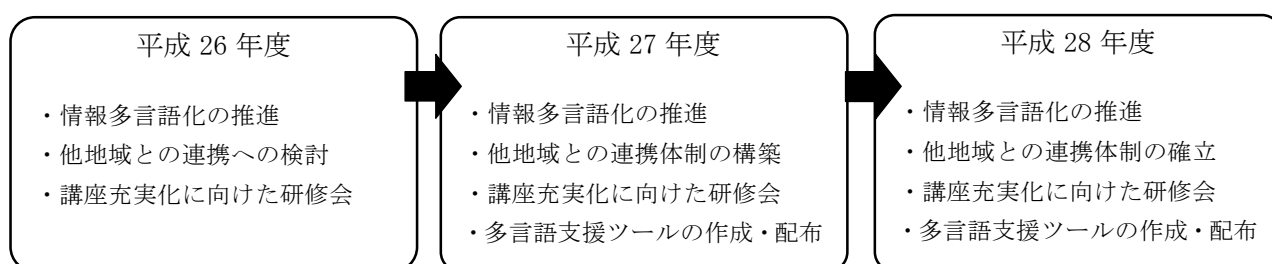 平成 26 年度
・情報多言語化の推進
・他地域との連携への検討
・講座充実化に向けた研修会
平成 27 年度
・情報多言語化の推進
・他地域との連携体制の構築
・講座充実化に向けた研修会
・多言語支援ツールの作成・配布
平成 28 年度
・情報多言語化の推進
・他地域との連携体制の確立
・講座充実化に向けた研修会
・多言語支援ツールの作成・配布